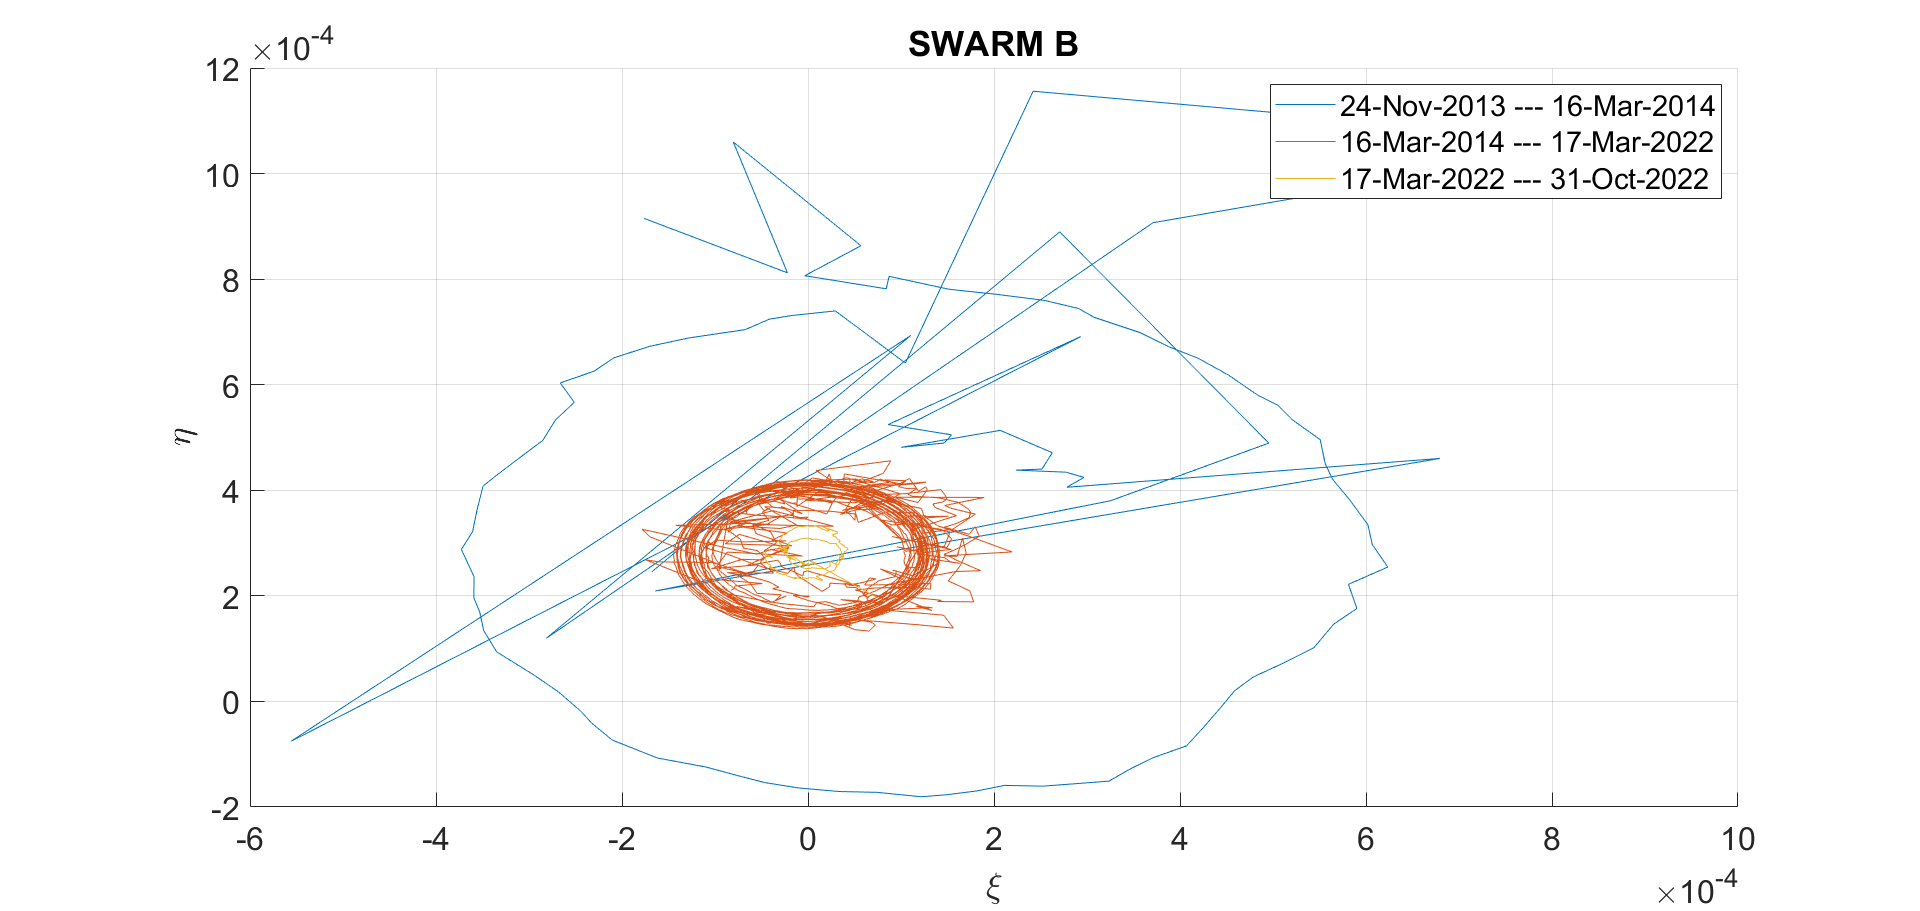 SWARM B
×10-4
12
10
8
6
4
2
0
-2
η
-6 -4 -2 0 2 4 6 8 10
ξ
×10-4
24-Nov-2013 --- 16-Mar-2014
16-Mar-2014 --- 17-Mar-2022
17-Mar-2022 --- 31-Oct-2022